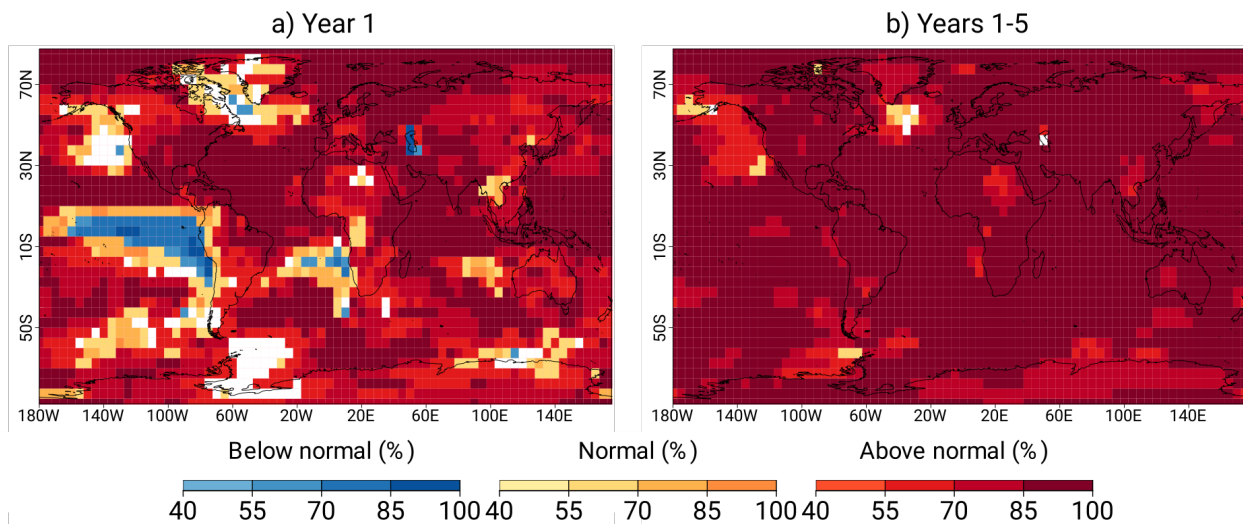 a) Year 1
b) Years 1-5
70N
30N
10S
50S
180W 140W 100W 60W 20W 20E 60E 100E 140E
70N
30N
10S
50S
180W 140W 100W 60W 20W 20E 60E 100E 140E
Below normal (%)
Normal (%)
Above normal (%)
40 55 70 85 100
40 55 70 85 100
40 55 70 85 100